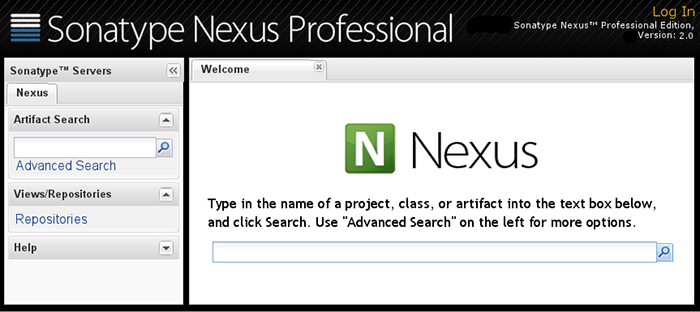 Sonatype Nexus Professional
Log In
Sonatype Nexus™ Professional Edition,
Version: 2.0
Sonatype™ Servers
Nexus
Artifact Search
Advanced Search
Views/Repositories
Repositories
Help
Welcome
N Nexus
Type in the name of a project, class, or artifact into the text box below,
and click Search. Use "Advanced Search" on the left for more options.